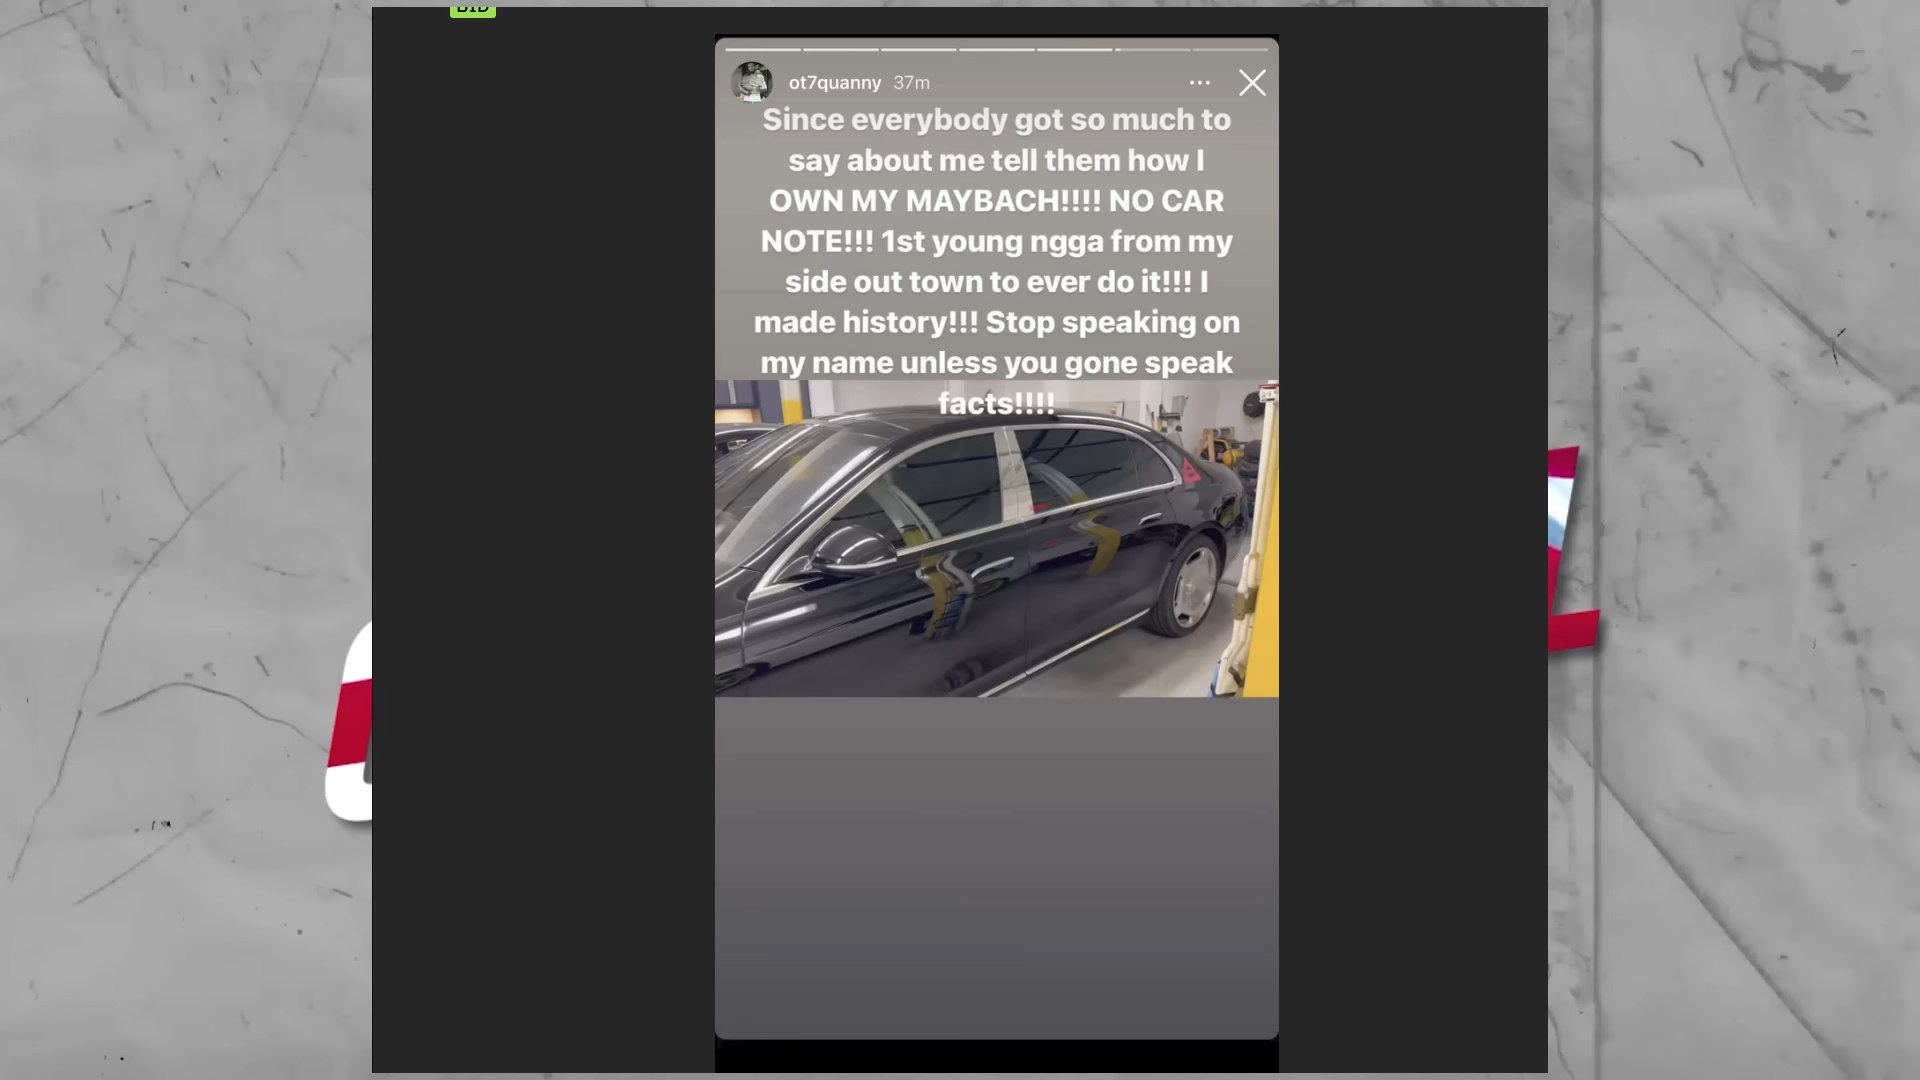 BID
ot7quanny 37m
Since everybody got so much to
say about me tell them how I
OWN MY MAYBACH!!!! NO CAR
NOTE!!! 1st young ngga from my
side out town to ever do it!!! I
made history!!! Stop speaking on
my name unless you gone speak
facts!!!!